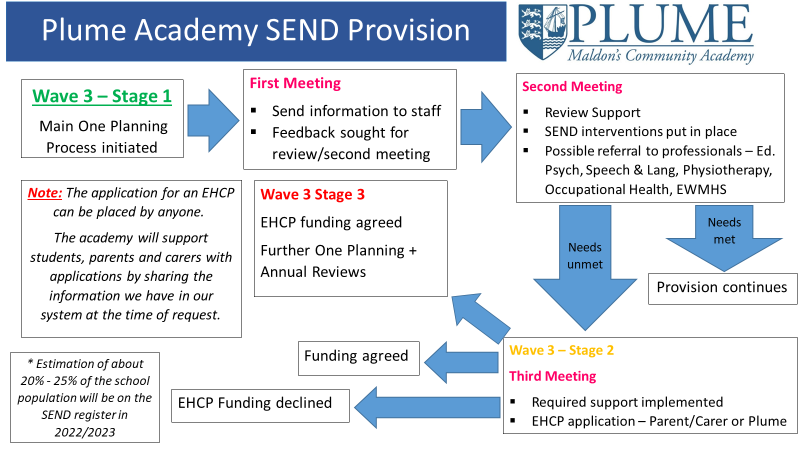 Plume Academy SEND Provision
PLUME
Maldon's Community Academy
Wave 3 – Stage 1
Main One Planning
Process initiated
First Meeting
▪ Send information to staff
▪ Feedback sought for
review/second meeting
Second Meeting
▪ Review Support
▪ SEND interventions put in place
▪ Possible referral to professionals – Ed.
Psych, Speech & Lang, Physiotherapy,
Occupational Health, EWMHS
Note: The application for an EHCP
can be placed by anyone.
The academy will support
students, parents and carers with
applications by sharing the
information we have in our
system at the time of request.
Wave 3 Stage 3
EHCP funding agreed
Further One Planning +
Annual Reviews
Needs
unmet
Needs
met
Provision continues
Wave 3 – Stage 2
Third Meeting
▪ Required support implemented
▪ EHCP application – Parent/Carer or Plume
Funding agreed
EHCP Funding declined
* Estimation of about
20% - 25% of the school
population will be on the
SEND register in
2022/2023